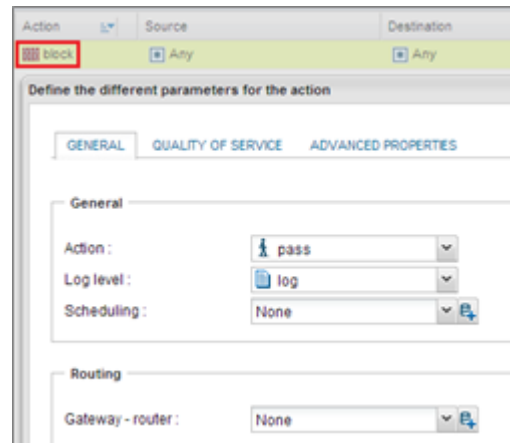 Action Source Destination
block Any Any
Define the different parameters for the action
GENERAL QUALITY OF SERVICE ADVANCED PROPERTIES
General
Action : pass
Log level : log
Scheduling : None
Routing
Gateway - router : None